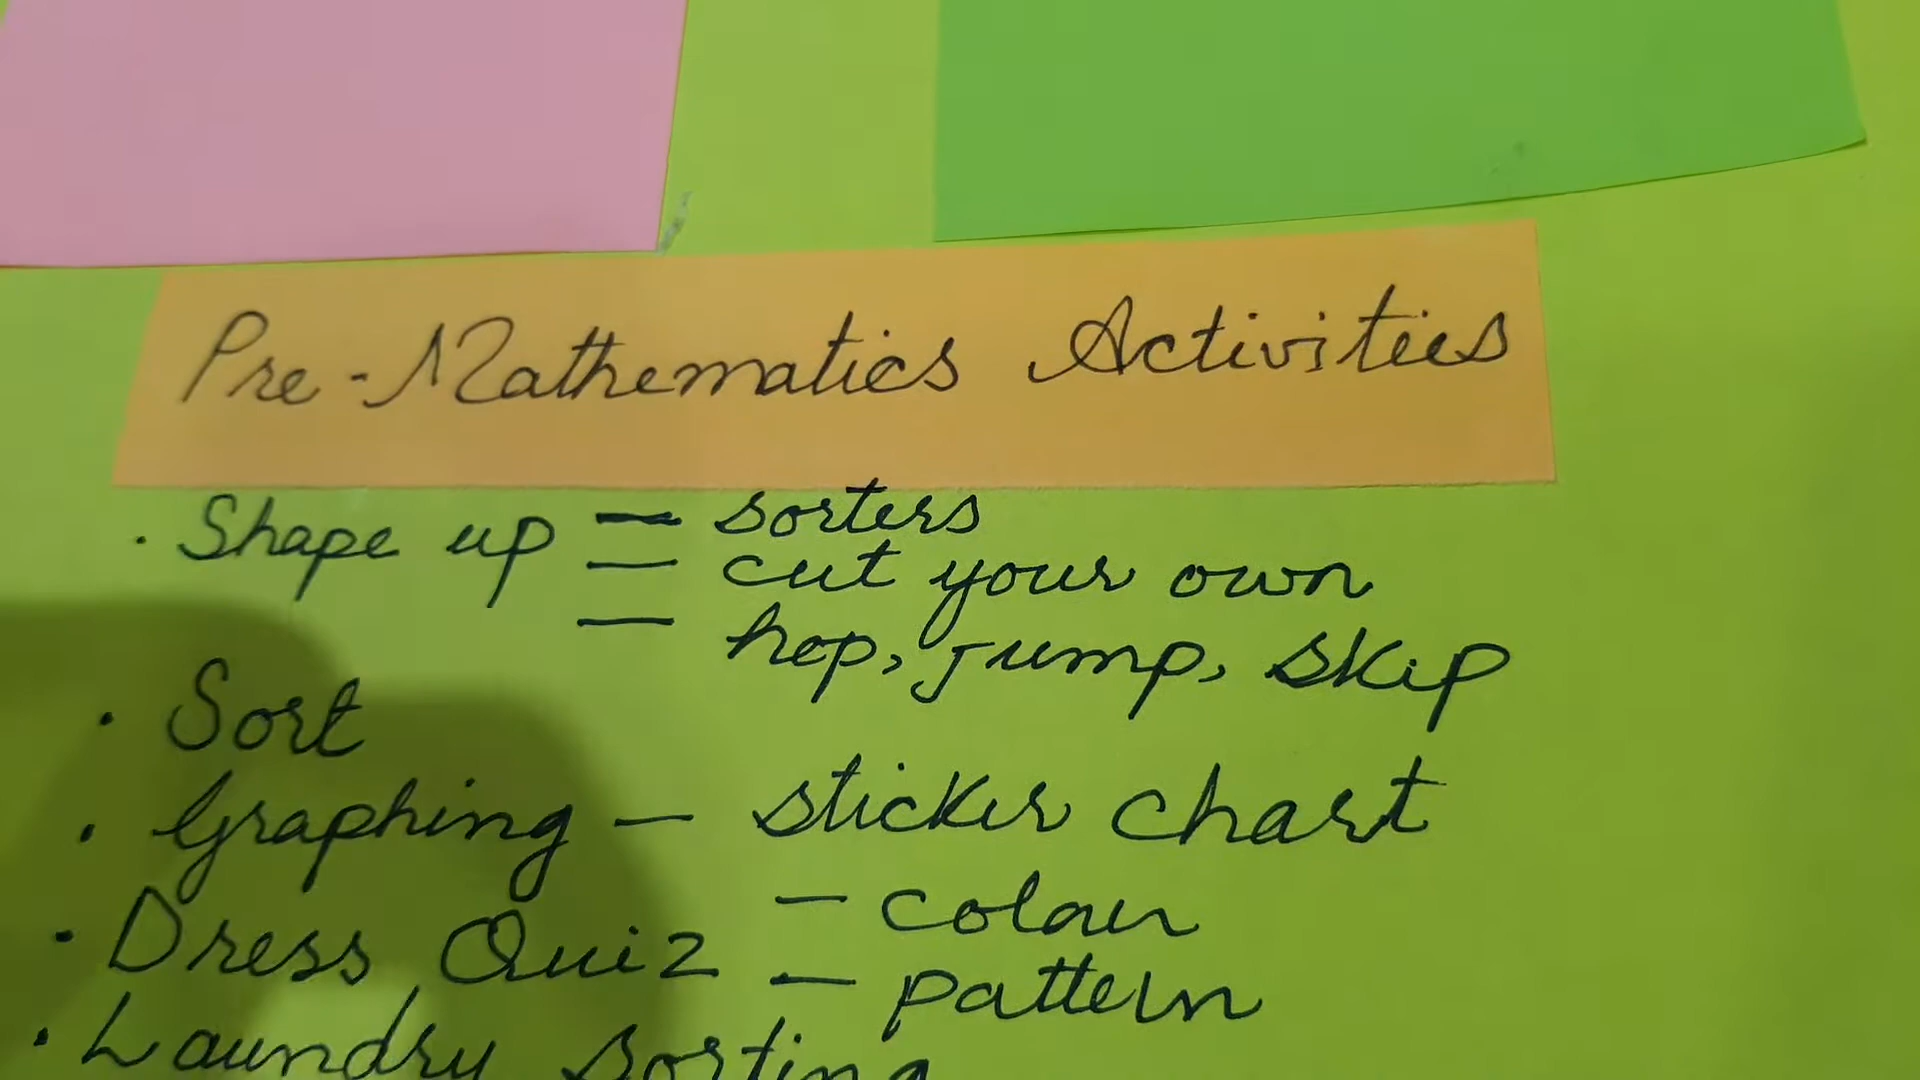 Pre-Mathematics Activities
• Shape up — sorters
— cut your own
— hop, jump, skip
• Sort
• Graphing — sticker chart
• Dress Quiz — colour
— pattern
• Laundry sorting